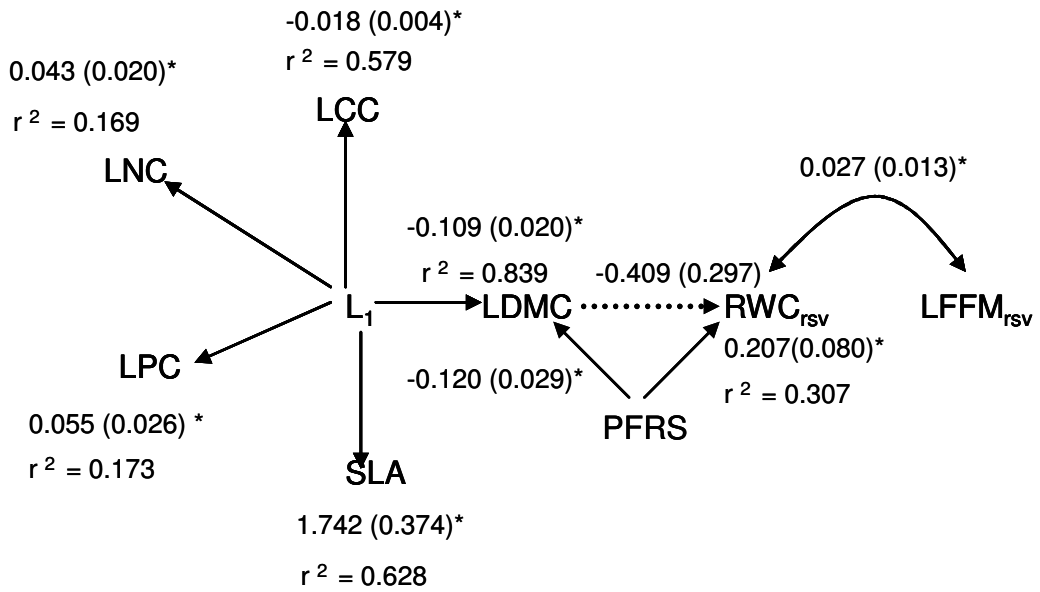 -0.018 (0.004)*
r 2 = 0.579
0.043 (0.020)*
r 2 = 0.169
LCC
LNC
0.027 (0.013)*
-0.109 (0.020)*
r 2 = 0.839
-0.409 (0.297)
L1
LDMC
RWCrsv
LFFMrsv
0.207(0.080)*
r 2 = 0.307
LPC
-0.120 (0.029)*
PFRS
0.055 (0.026) *
r 2 = 0.173
SLA
1.742 (0.374)*
r 2 = 0.628